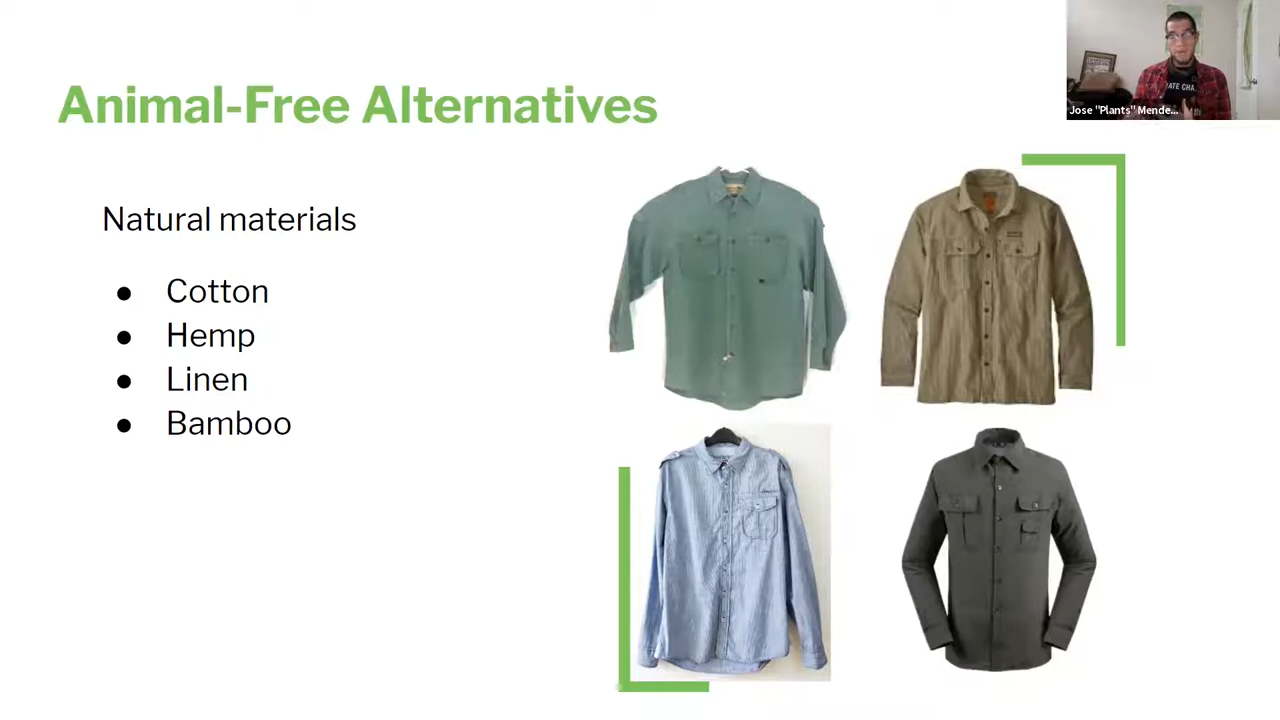 Animal-Free Alternatives
Natural materials
● Cotton
● Hemp
● Linen
● Bamboo
Jose "Plants" Mende...